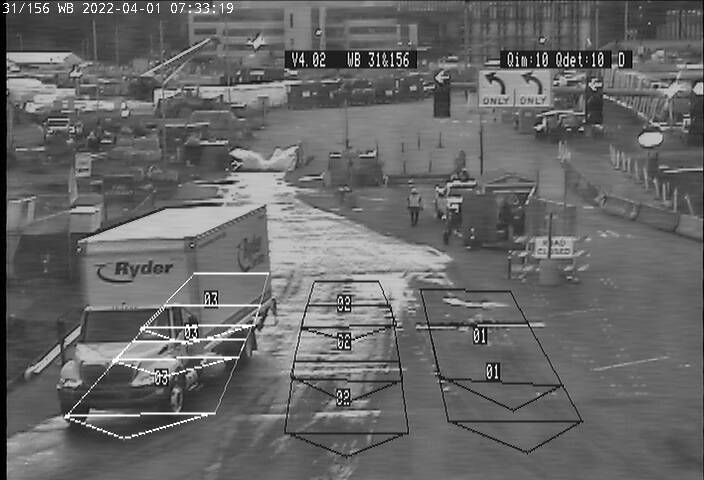 31/156 WB 2022-04-01 07:33:19
V4.02 WB 31&156
Qim:10 Qdet:10 D
ONLY ONLY
ROAD
CLOSED
Ryder
03
03
03
02
02
02
01
01